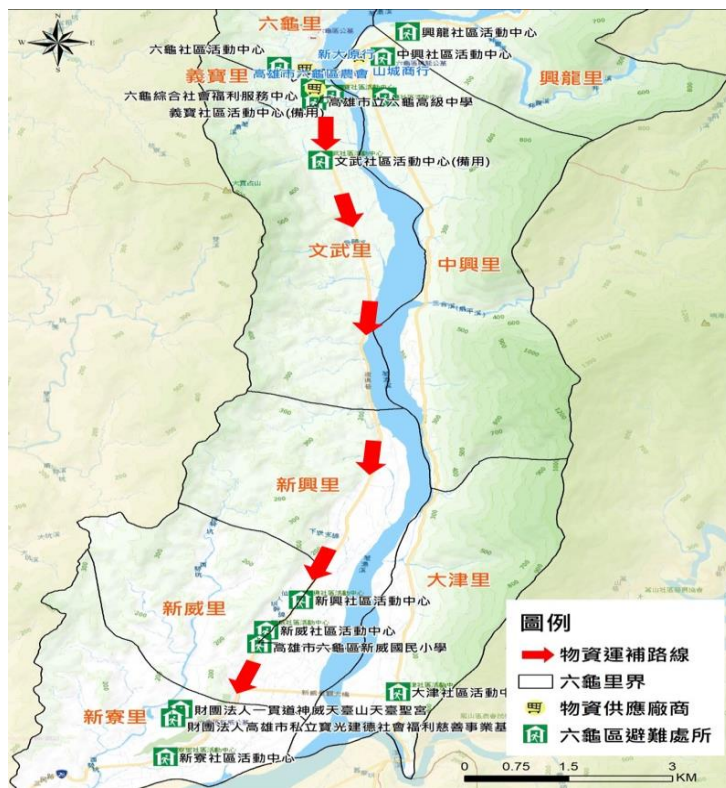 N
W
E
S
六龜里
興龍社區活動中心
六龜社區活動中心
新大原行
中興社區活動中心
義寶里
高雄市六龜區農會
山城商行
興龍里
六龜綜合社會福利服務中心
高雄市立六龜高級中學
義寶社區活動中心(備用)
文武社區活動中心(備用)
文武里
中興里
新興里
大津里
新威里
新興社區活動中心
新威社區活動中心
高雄市六龜區新威國民小學
大津社區活動中心
新寮里
財團法人一貫道神威天臺山天臺聖宮
財團法人高雄市私立寶光建德社會福利慈善事業基
新寮社區活動中心
圖例
物資運補路線
六龜里界
物資供應廠商
六龜區避難處所
0 0.75 1.5 3
KM